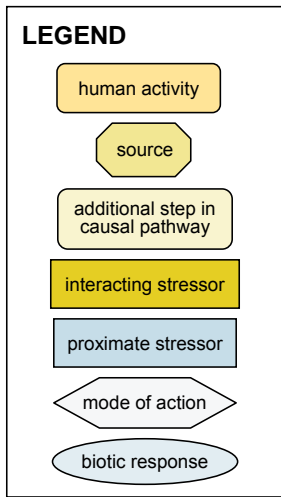 LEGEND
human activity
source
additional step in
causal pathway
interacting stressor
proximate stressor
mode of action
biotic response